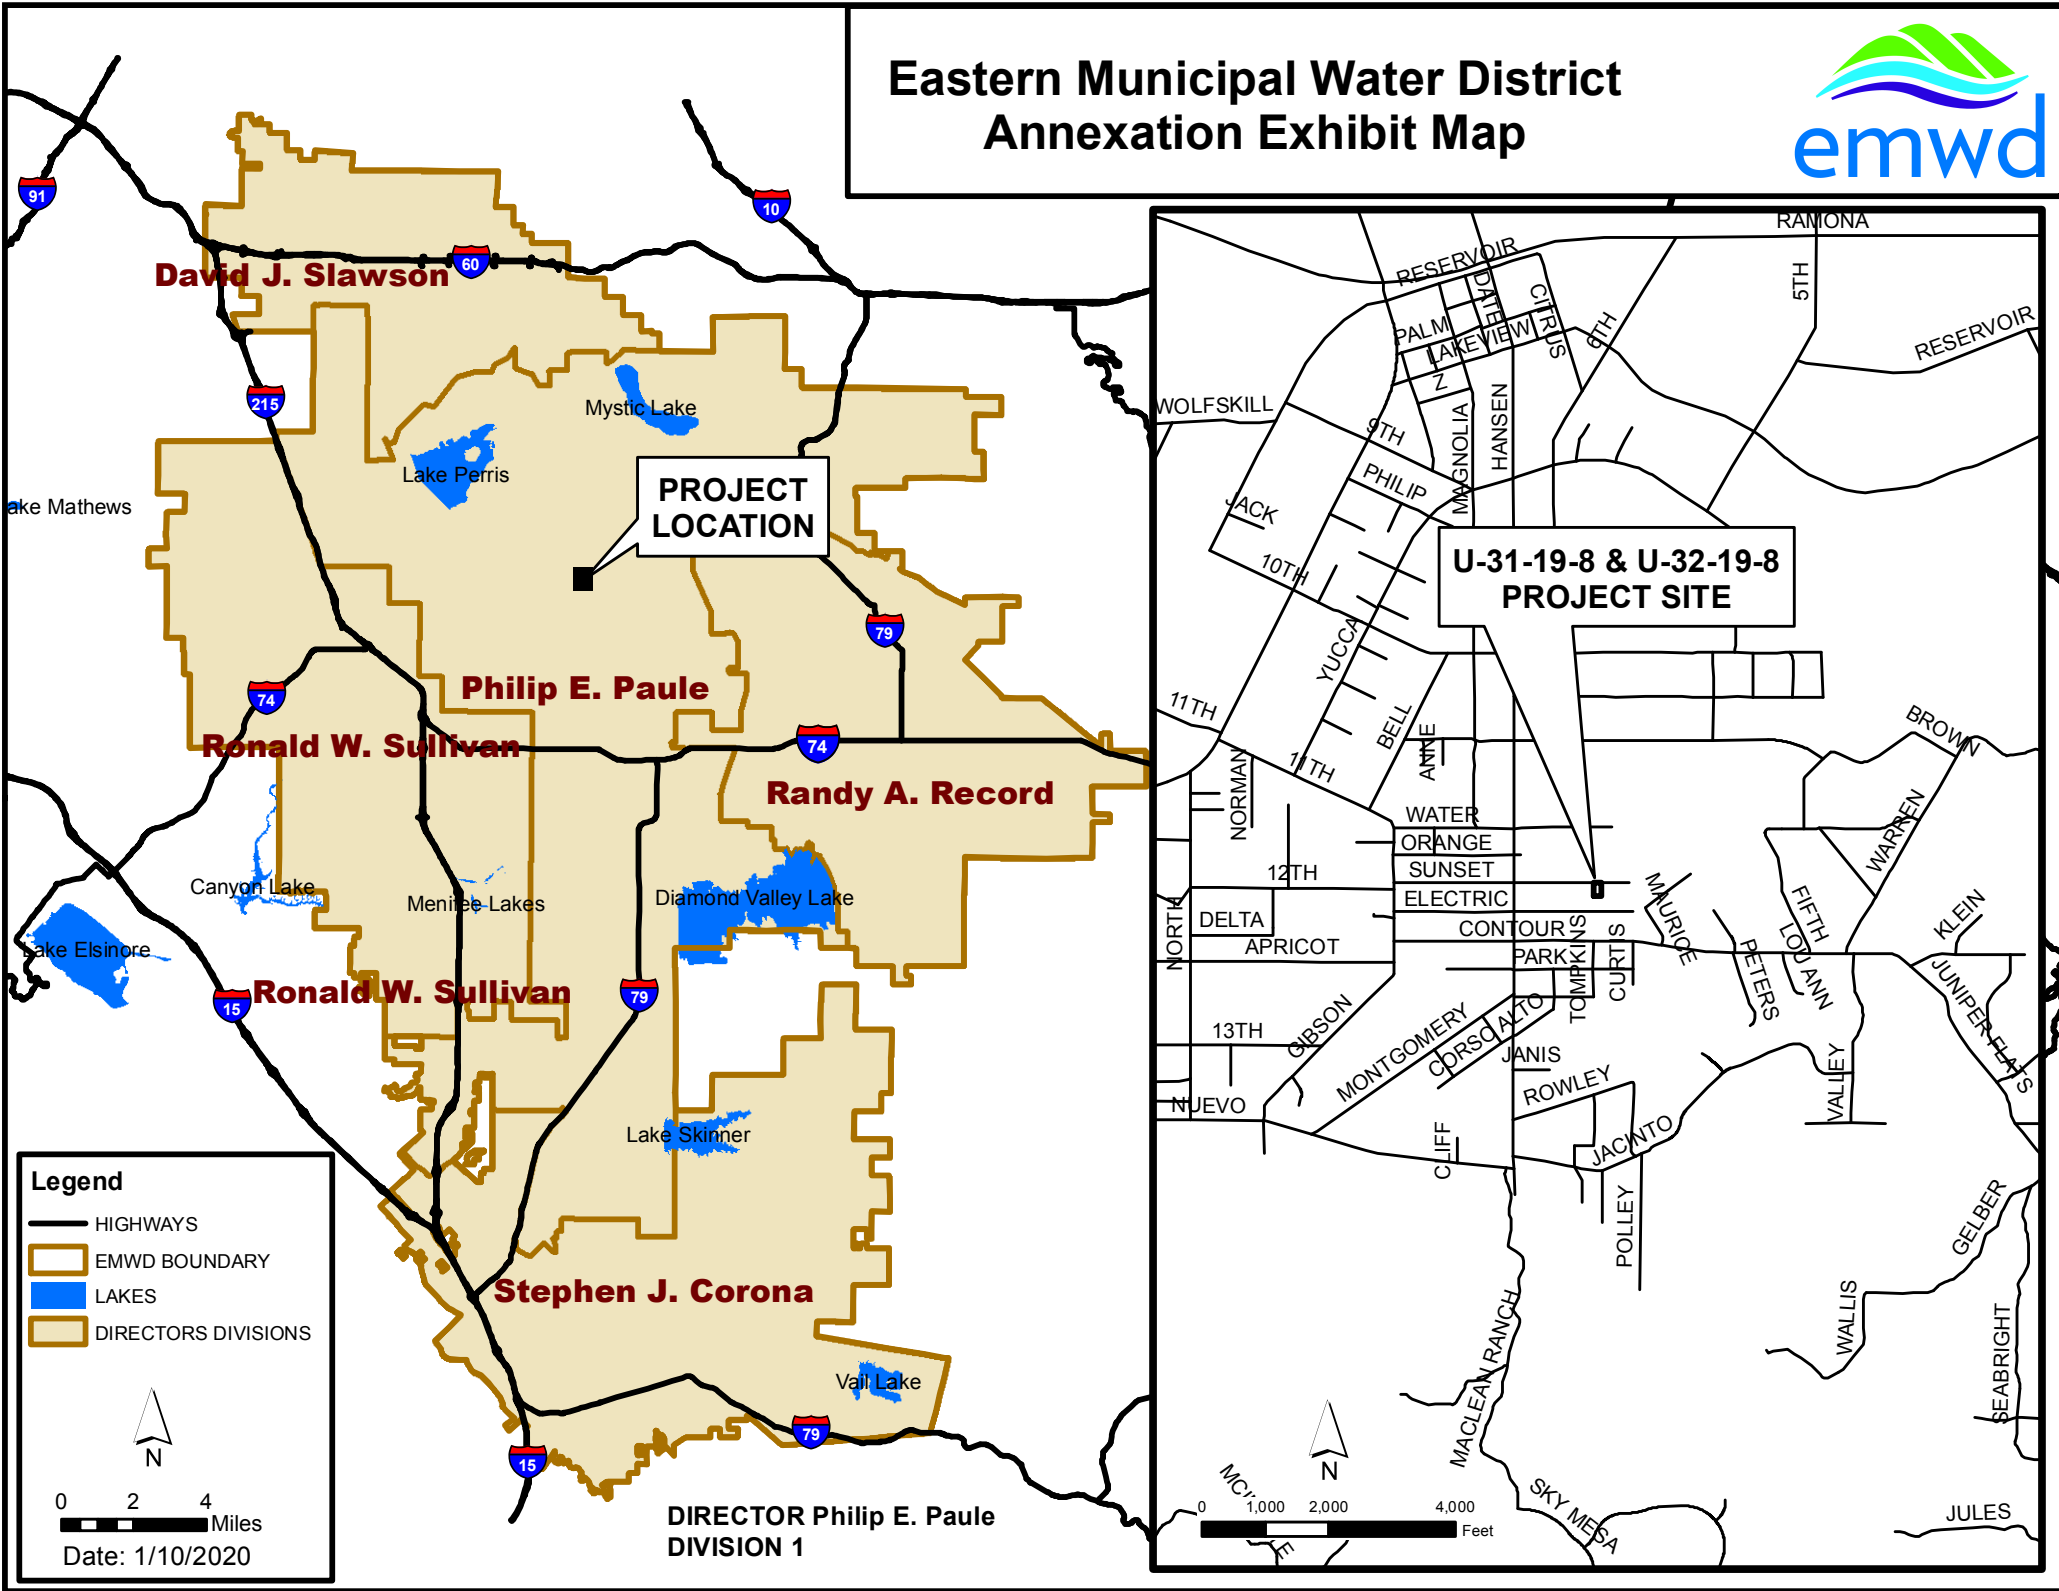 Eastern Municipal Water District
Annexation Exhibit Map
emwd
91
10
60
David J. Slawson
215
Mystic Lake
Lake Perris
ake Mathews
PROJECT
LOCATION
79
74
Philip E. Paule
Ronald W. Sullivan
74
Randy A. Record
Canyon Lake
Menifee Lakes
Diamond Valley Lake
Lake Elsinore
Ronald W. Sullivan
15
79
Lake Skinner
Stephen J. Corona
Vail Lake
79
15
Legend
HIGHWAYS
EMWD BOUNDARY
LAKES
DIRECTORS DIVISIONS
N
0 2 4
Miles
Date: 1/10/2020
DIRECTOR Philip E. Paule
DIVISION 1
RAMONA
RESERVOIR
5TH
DATE
CITRUS
6TH
RESERVOIR
PALM
LAKEVIEW
Z
WOLFSKILL
9TH
MAGNOLIA
HANSEN
PHILIP
JACK
10TH
U-31-19-8 & U-32-19-8
PROJECT SITE
YUCCA
11TH
BELL
ANNE
BROWN
NORMAN
11TH
WATER
WARREN
ORANGE
12TH
SUNSET
MAURICE
ELECTRIC
FIFTH
KLEIN
NORTH
DELTA
CONTOUR
TOMPKINS
CURTIS
APRICOT
PARK
PETERS
LOU ANN
JUNIPER FLATS
13TH
GIBSON
MONTGOMERY
CORSO
ALTO
JANIS
ROWLEY
VALLEY
NUEVO
CLIFF
JACINTO
POLLEY
GELBER
MACLEAN RANCH
WALLIS
SEABRIGHT
N
SKY MESA
JULES
0 1,000 2,000 4,000
Feet